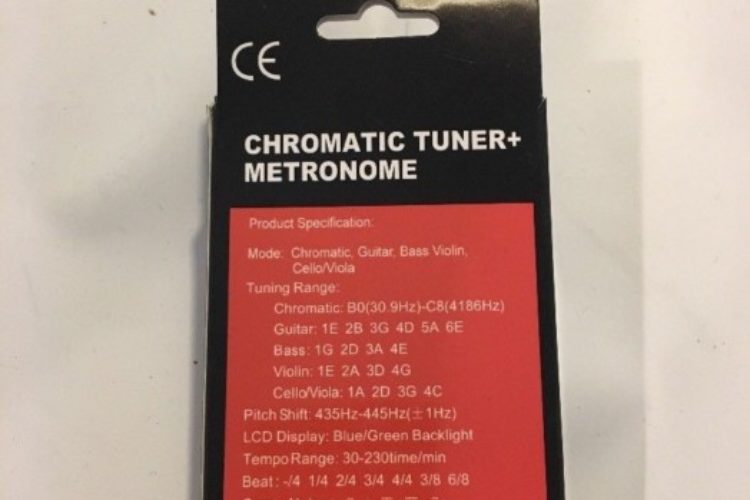 CE
CHROMATIC TUNER+
METRONOME
Product Specification:
Mode: Chromatic, Guitar, Bass Violin,
Cello/Viola
Tuning Range:
Chromatic: B0(30.9Hz)-C8(4186Hz)
Guitar: 1E 2B 3G 4D 5A 6E
Bass: 1G 2D 3A 4E
Violin: 1E 2A 3D 4G
Cello/Viola: 1A 2D 3G 4C
Pitch Shift: 435Hz-445Hz(±1Hz)
LCD Display: Blue/Green Backlight
Tempo Range: 30-230time/min
Beat: -/4 1/4 2/4 3/4 4/4 3/8 6/8